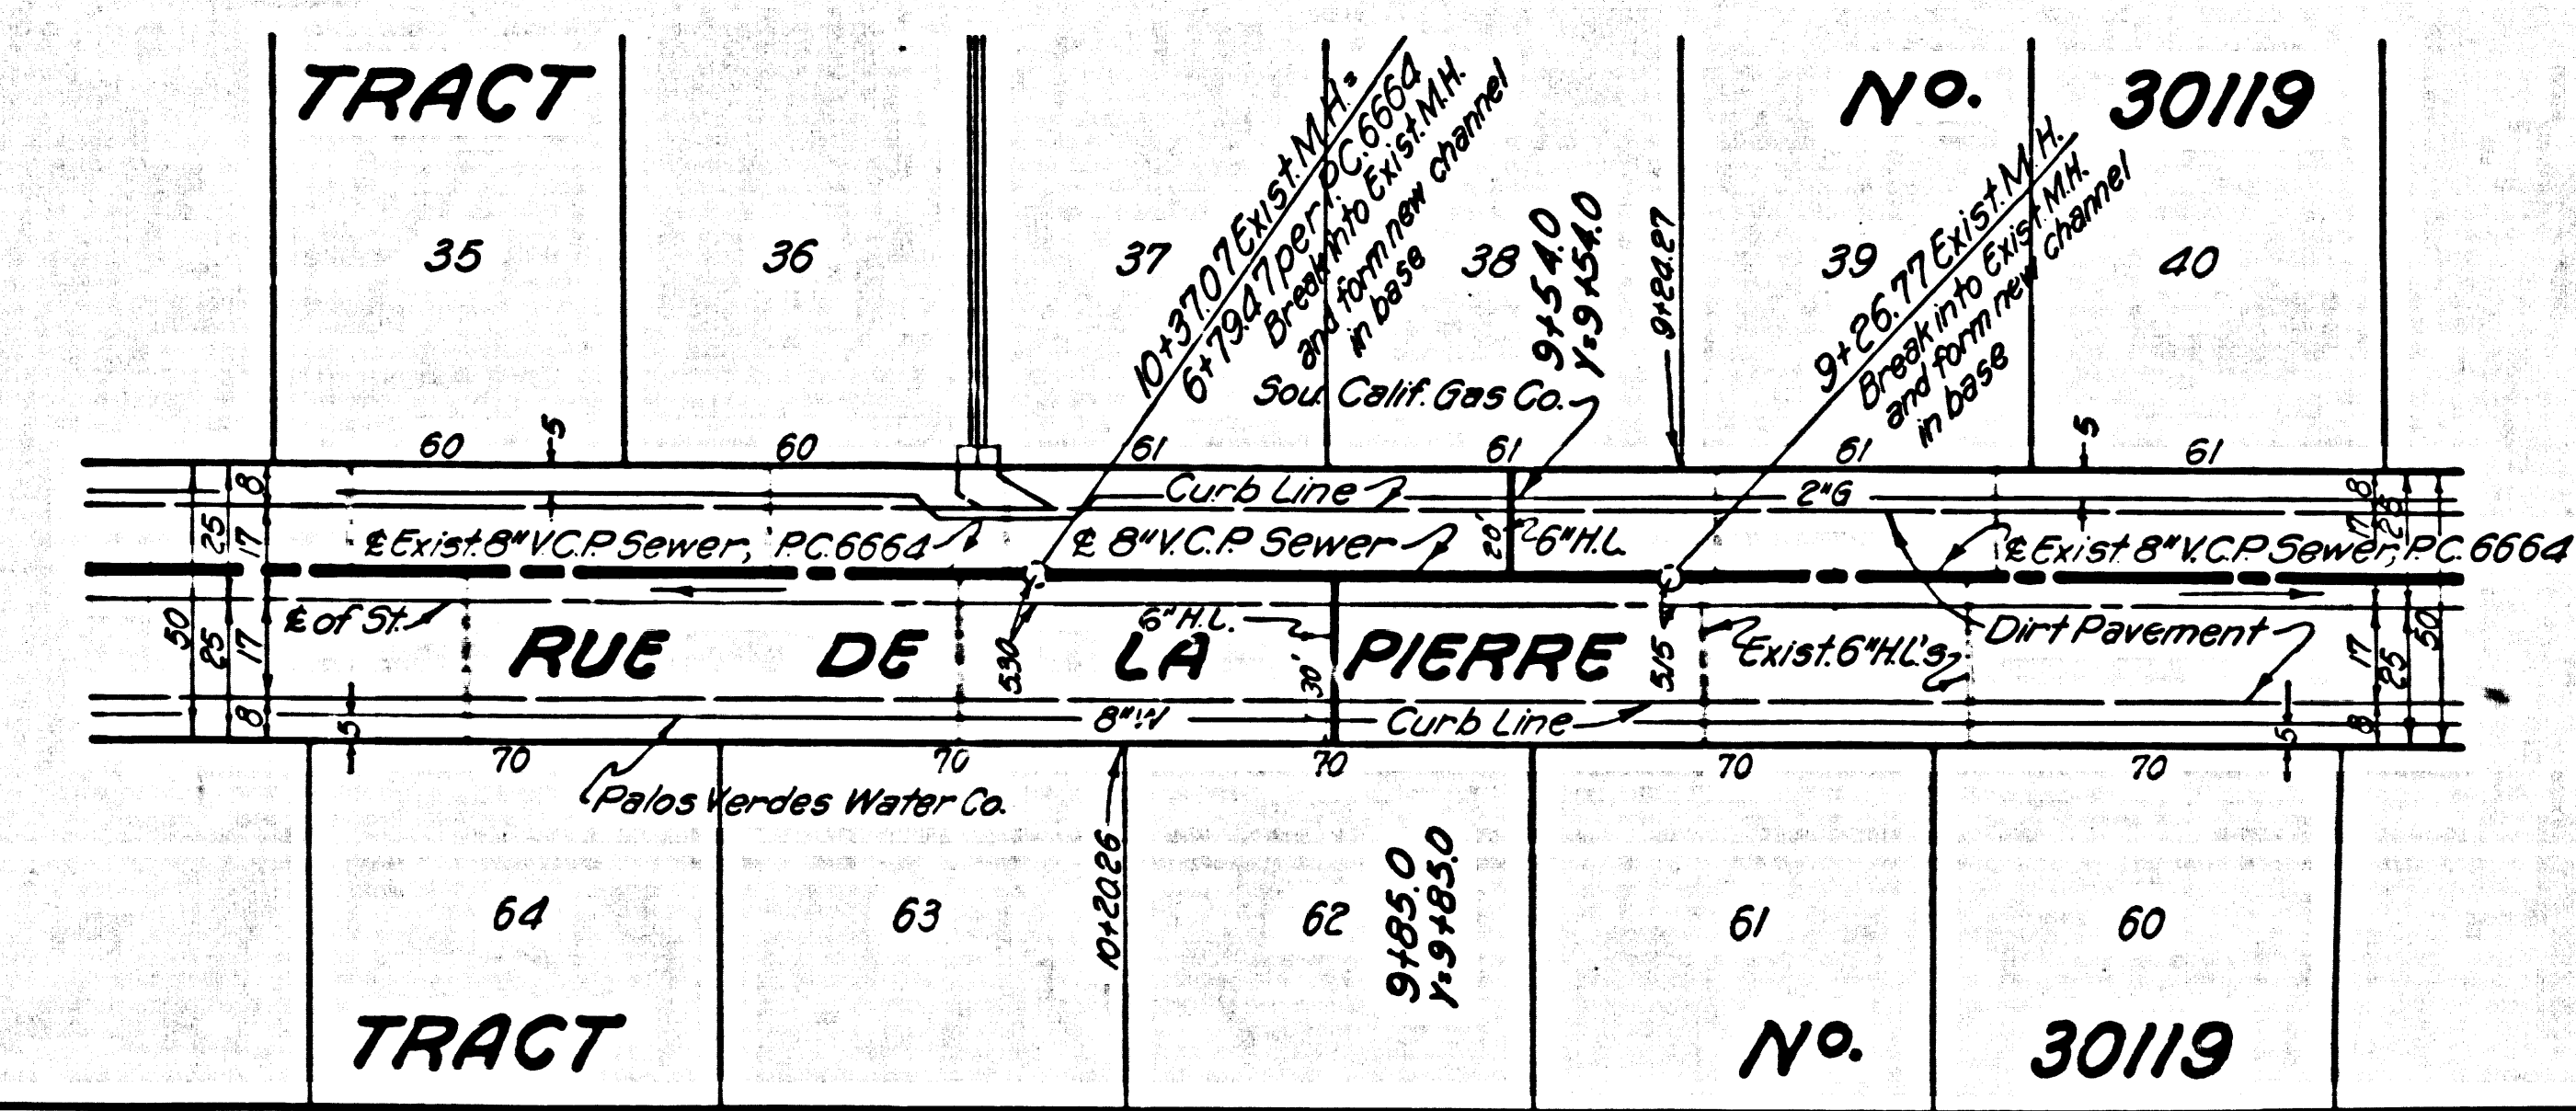 TRACT No. 30119
35 36 37 38 39 40
10+37.07 Exist. M.H.=
6+79.47 per P.C. 6664
Break into Exist. M.H.
and form new channel
in base
9+54.0
Y=9+54.0
9+24.27
9+26.77 Exist. M.H.
Break into Exist. M.H.
and form new channel
in base
Sou. Calif. Gas Co.
60 5 60 61 61 61 5 61
8 Curb Line 2"G 8
25 17 ℄ Exist. 8" V.C.P. Sewer, P.C. 6664 ℄ 8" V.C.P. Sewer 20' 6" H.L. ℄ Exist. 8" V.C.P. Sewer, P.C. 6664 17 25
50 25 17 ℄ of St. 6" H.L. Dirt Pavement 17 25 50
RUE DE LA PIERRE
5.30 30' 5.15 Exist. 6" H.L.'s
8 5 8" W Curb Line 5 8
70 70 70 70 70
Palos Verdes Water Co.
10+20.26
9+85.0
Y=9+85.0
64 63 62 61 60
TRACT No. 30119